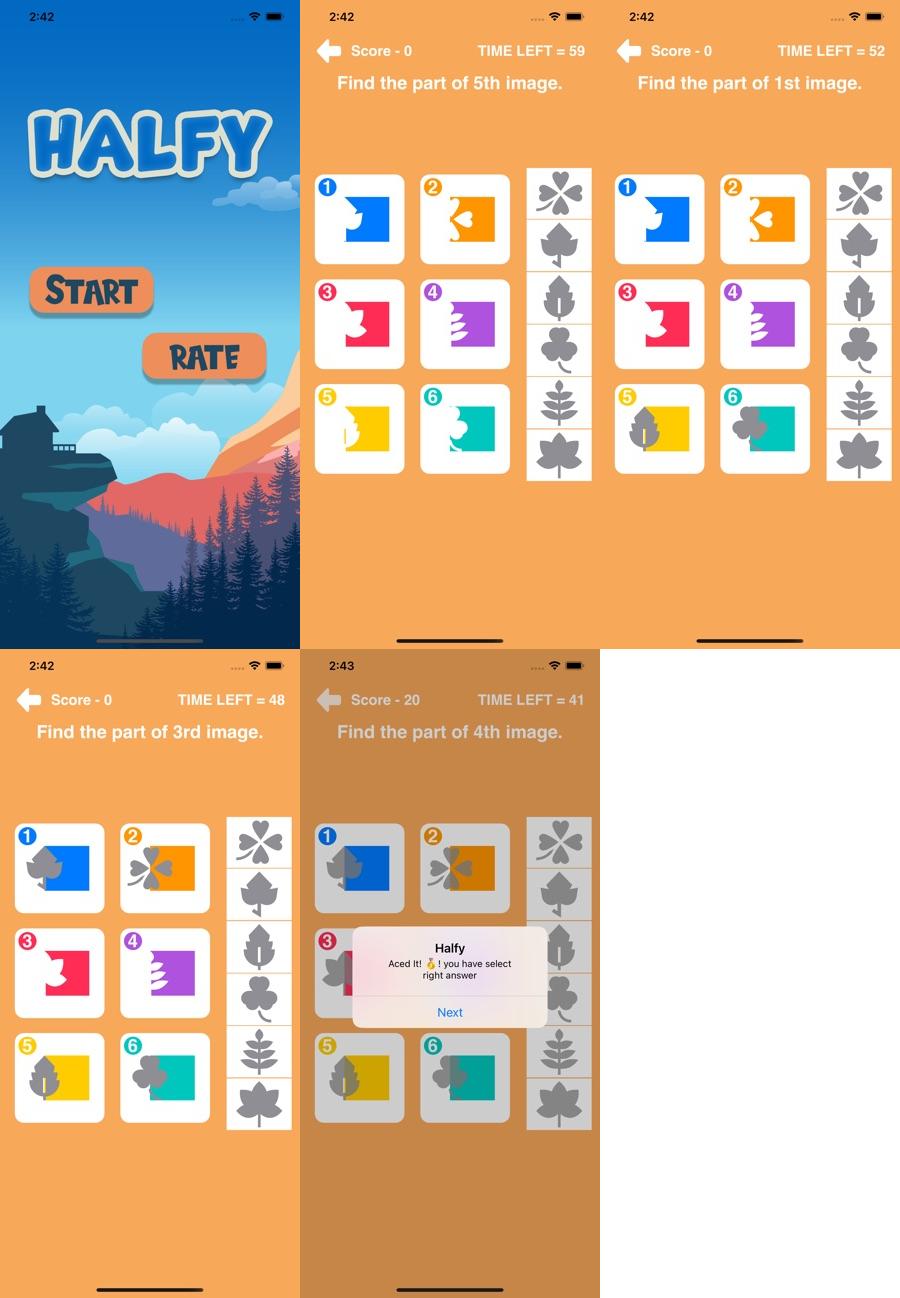 2:42
HALFY
START
RATE
2:42
Score - 0
TIME LEFT = 59
Find the part of 5th image.
1
2
3
4
5
6
2:42
Score - 0
TIME LEFT = 52
Find the part of 1st image.
1
2
3
4
5
6
2:42
Score - 0
TIME LEFT = 48
Find the part of 3rd image.
1
2
3
4
5
6
2:43
Score - 20
TIME LEFT = 41
Find the part of 4th image.
1
2
3
Halfy
Aced It! 🥇! you have select
right answer
Next
5
6